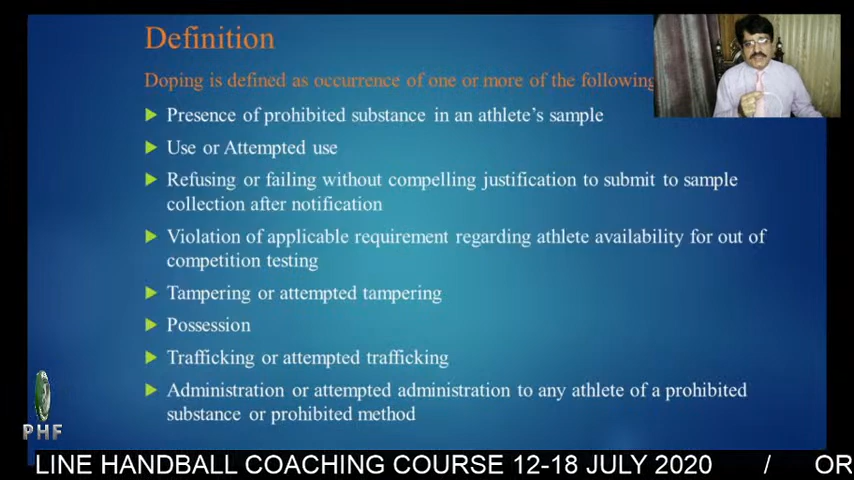 Definition
Doping is defined as occurrence of one or more of the following
Presence of prohibited substance in an athlete's sample
Use or Attempted use
Refusing or failing without compelling justification to submit to sample
collection after notification
Violation of applicable requirement regarding athlete availability for out of
competition testing
Tampering or attempted tampering
Possession
Trafficking or attempted trafficking
Administration or attempted administration to any athlete of a prohibited
substance or prohibited method
PHF
LINE HANDBALL COACHING COURSE 12-18 JULY 2020 / OR